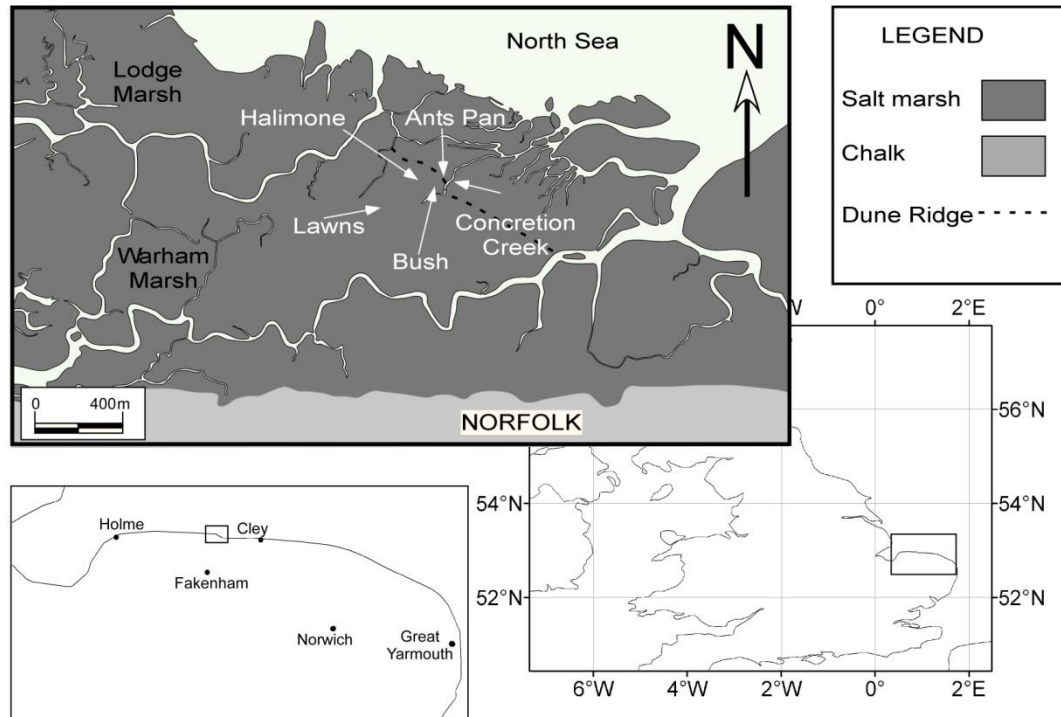 North Sea
N
Lodge
Marsh
Halimone
Ants Pan
Lawns
Concretion
Creek
Bush
Warham
Marsh
0 400m
NORFOLK
LEGEND
Salt marsh
Chalk
Dune Ridge
Holme
Cley
Fakenham
Norwich
Great
Yarmouth
W 0° 2°E
56°N
54°N 54°N
52°N 52°N
6°W 4°W 2°W 0° 2°E